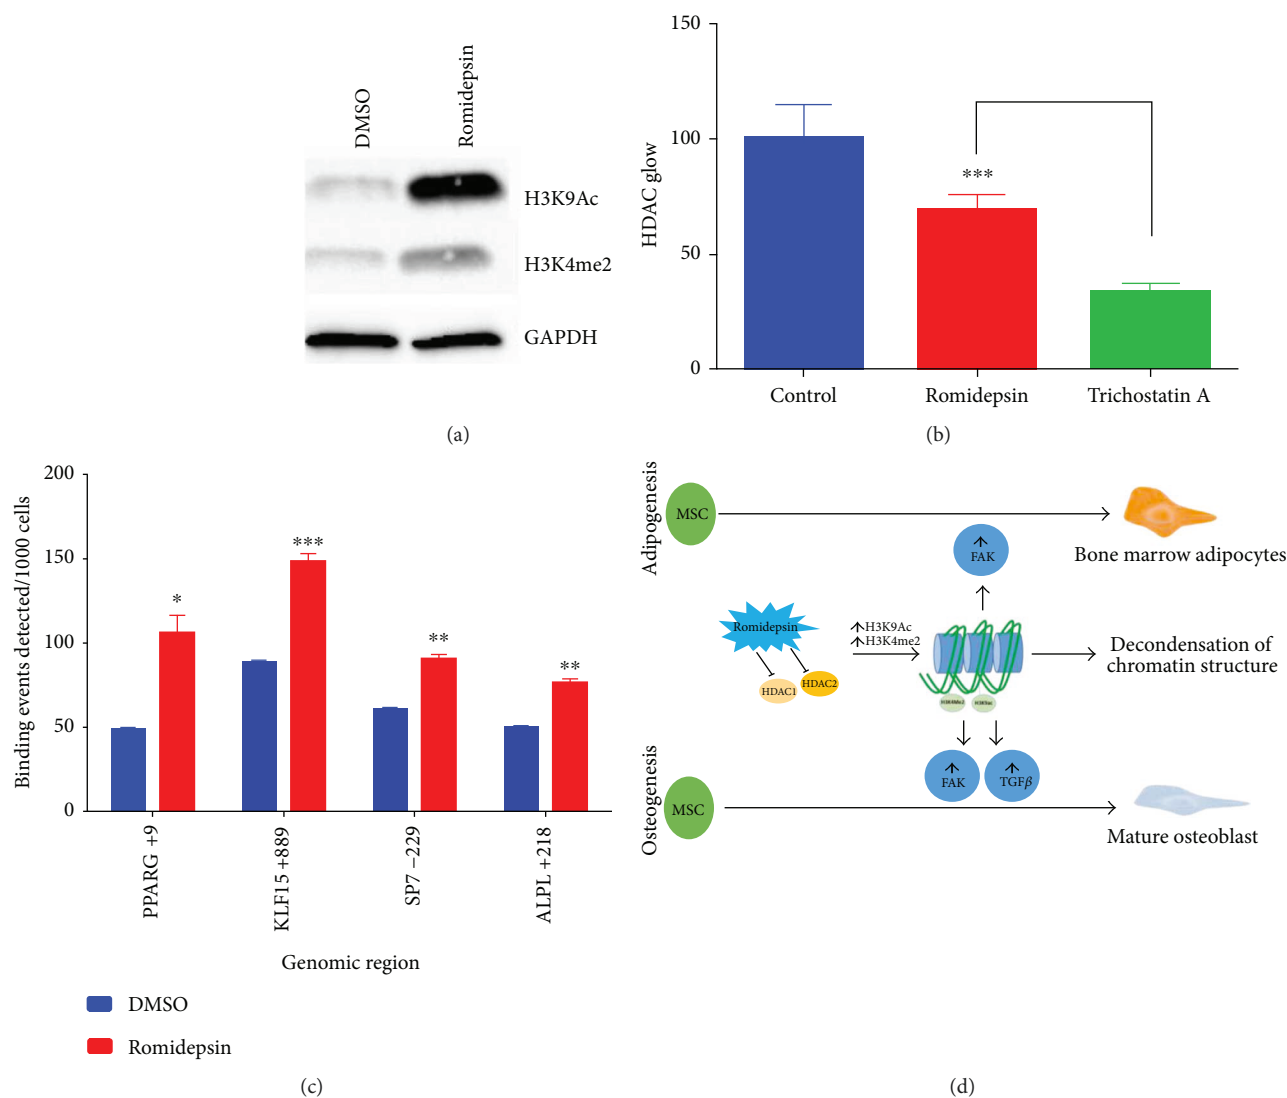 DMSO
Romidepsin
H3K9Ac
H3K4me2
GAPDH
(a)
150
100
50
0
HDAC glow
***
Control
Romidepsin
Trichostatin A
(b)
200
150
100
50
0
Binding events detected/1000 cells
*
***
**
**
PPARG +9
KLF15 +889
SP7 −229
ALPL +218
Genomic region
DMSO
Romidepsin
(c)
Adipogenesis
MSC
Bone marrow adipocytes
↑
FAK
Romidepsin
HDAC1
HDAC2
↑H3K9Ac
↑H3K4me2
Decondensation of
chromatin structure
↑
FAK
↑
TGFβ
Osteogenesis
MSC
Mature osteoblast
(d)